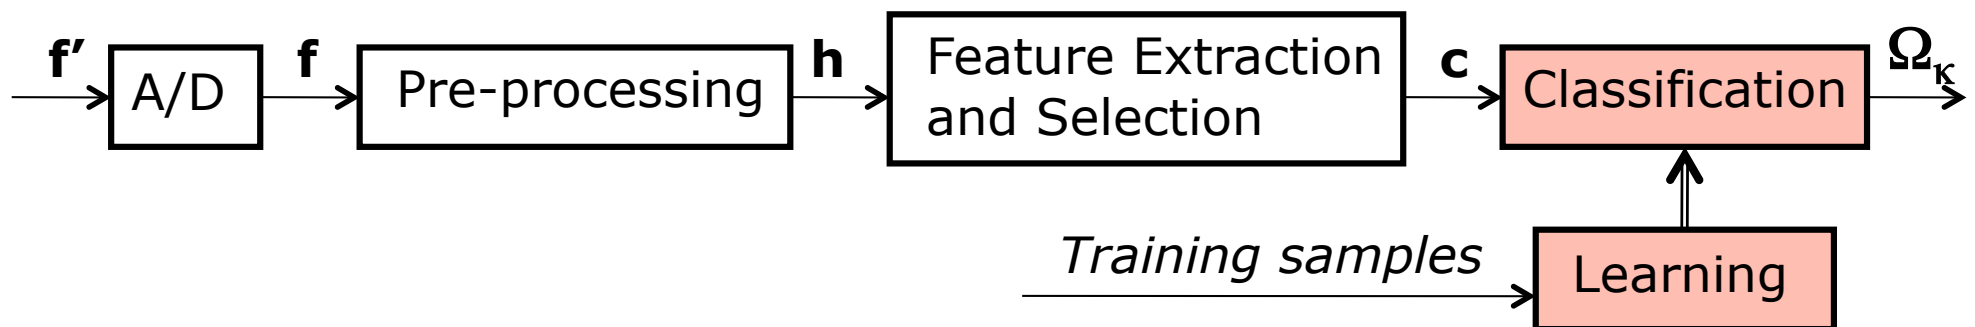 f′
A/D
f
Pre-processing
h
Feature Extraction
and Selection
c
Classification
Ωκ
Training samples
Learning